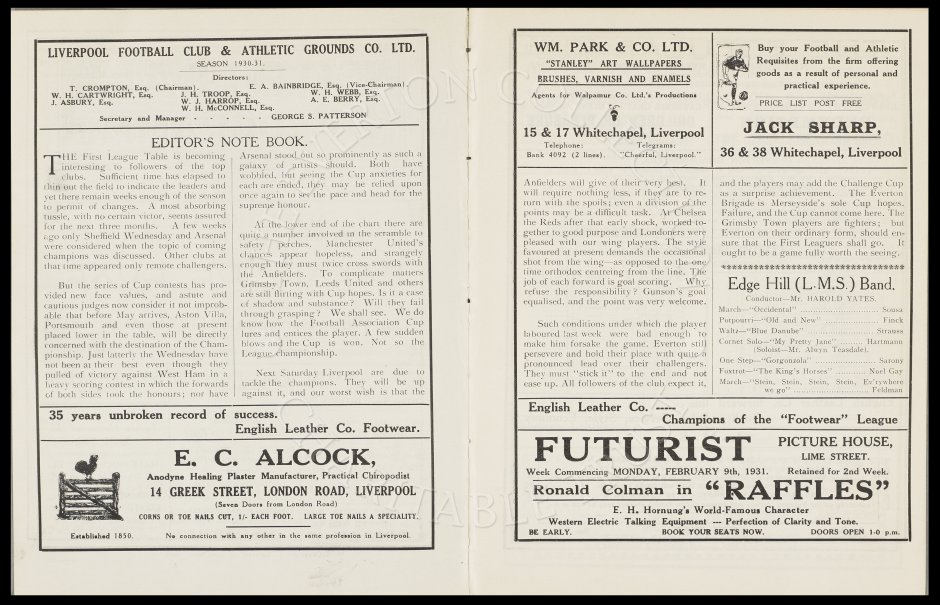 LIVERPOOL FOOTBALL CLUB & ATHLETIC GROUNDS CO. LTD.
SEASON 1930-31.
Directors:
T. CROMPTON, Esq. (Chairman). E. A. BAINBRIDGE, Esq. (Vice-Chairman)
W. H. CARTWRIGHT, Esq. J. H. TROOP, Esq. W. H. WEBB, Esq.
J. ASBURY, Esq. W. J. HARROP, Esq. A. E. BERRY, Esq.
W. H. McCONNELL, Esq.
Secretary and Manager - - - - - GEORGE S. PATTERSON
EDITOR'S NOTE BOOK.
THE First League Table is becoming
interesting to followers of the top
clubs. Sufficient time has elapsed to
thin out the field to indicate the leaders and
yet there remain weeks enough of the season
to permit of changes. A most absorbing
tussle, with no certain victor, seems assured
for the next three months. A few weeks
ago only Sheffield Wednesday and Arsenal
were considered when the topic of coming
champions was discussed. Other clubs at
that time appeared only remote challengers.
But the series of Cup contests has pro-
vided new face values, and astute and
cautious judges now consider it not improb-
able that before May arrives, Aston Villa,
Portsmouth and even those at present
placed lower in the table, will be directly
concerned with the destination of the Cham-
pionship. Just latterly the Wednesday have
not been at their best even though they
pulled of victory against West Ham in a
heavy scoring contest in which the forwards
of both sides took the honours; nor have
Arsenal stood out so prominently as such a
galaxy of artists should. Both have
wobbled, but seeing the Cup anxieties for
each are ended, they may be relied upon
once again to set the pace and head for the
supreme honour.
At the lower end of the chart there are
quite a number involved in the scramble to
safety perches. Manchester United's
chances appear hopeless, and strangely
enough they must twice cross swords with
the Anfielders. To complicate matters
Grimsby Town, Leeds United and others
are still flirting with Cup hopes. Is it a case
of shadow and substance? Will they fail
through grasping? We shall see. We do
know how the Football Association Cup
lures and entices the player. A few sudden
blows and the Cup is won. Not so the
League championship.
Next Saturday Liverpool are due to
tackle the champions. They will be up
against it, and our worst wish is that the
35 years unbroken record of success.
English Leather Co. Footwear.
E. C. ALCOCK,
Anodyne Healing Plaster Manufacturer, Practical Chiropodist
14 GREEK STREET, LONDON ROAD, LIVERPOOL
(Seven Doors from London Road)
CORNS OR TOE NAILS CUT, 1/- EACH FOOT. LARGE TOE NAILS A SPECIALITY.
Established 1850. No connection with any other in the same profession in Liverpool.
WM. PARK & CO. LTD.
"STANLEY" ART WALLPAPERS
BRUSHES, VARNISH AND ENAMELS
Agents for Walpamur Co. Ltd.'s Productions
15 & 17 Whitechapel, Liverpool
Telephone: Telegrams:
Bank 4092 (2 lines). "Cheerful, Liverpool."
Buy your Football and Athletic
Requisites from the firm offering
goods as a result of personal and
practical experience.
PRICE LIST POST FREE
JACK SHARP,
36 & 38 Whitechapel, Liverpool
Anfielders will give of their very best. It
will require nothing less, if they are to re-
turn with the spoils; even a division of the
points may be a difficult task. At Chelsea
the Reds after that early shock, worked to-
gether to good purpose and Londoners were
pleased with our wing players. The style
favoured at present demands the occasional
shot from the wing—as opposed to the one-
time orthodox centreing from the line. The
job of each forward is goal scoring. Why
refuse the responsibility? Gunson's goal
equalised, and the point was very welcome.
Such conditions under which the player
laboured last week were bad enough to
make him forsake the game. Everton still
persevere and hold their place with quite a
pronounced lead over their challengers.
They must "stick it" to the end and not
ease up. All followers of the club expect it,
and the players may add the Challenge Cup
as a surprise achievement. The Everton
Brigade is Merseyside's sole Cup hopes.
Failure, and the Cup cannot come here. The
Grimsby Town players are fighters; but
Everton on their ordinary form, should en-
sure that the First Leaguers shall go. It
ought to be a game fully worth the seeing.
Edge Hill (L.M.S.) Band.
Conductor—Mr. HAROLD YATES.
March—"Occidental" ........ Sousa
Potpourri—"Old and New" ........ Finck
Waltz—"Blue Danube" ........ Strauss
Cornet Solo—"My Pretty Jane" ........ Hartmann
(Soloist—Mr. Alwyn Teasdale).
One Step—"Gorgonzola" ........ Sarony
Foxtrot—"The King's Horses" ........ Noel Gay
March—"Stein, Stein, Stein, Stein, Ev'rywhere
we go" ........ Feldman
English Leather Co. -----
Champions of the "Footwear" League
FUTURIST PICTURE HOUSE,
LIME STREET.
Week Commencing MONDAY, FEBRUARY 9th, 1931. Retained for 2nd Week.
Ronald Colman in "RAFFLES"
E. H. Hornung's World-Famous Character
Western Electric Talking Equipment --- Perfection of Clarity and Tone.
BE EARLY. BOOK YOUR SEATS NOW. DOORS OPEN 1-0 p.m.